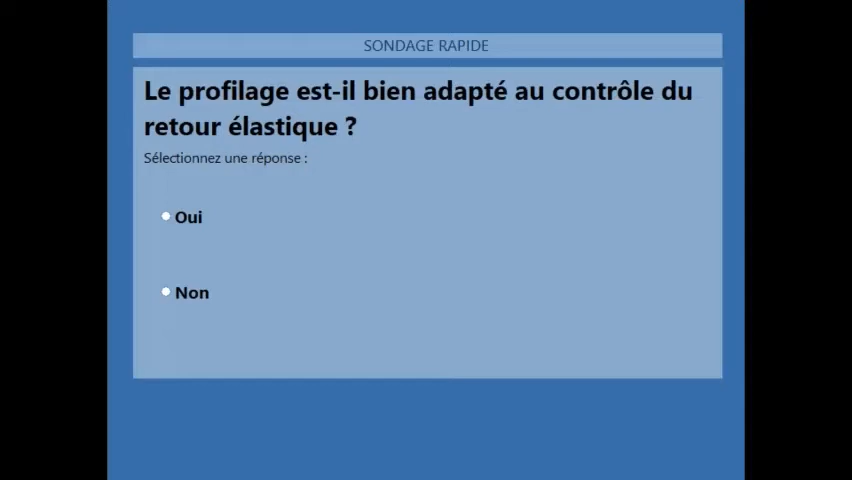 SONDAGE RAPIDE
Le profilage est-il bien adapté au contrôle du
retour élastique ?
Sélectionnez une réponse :
Oui
Non